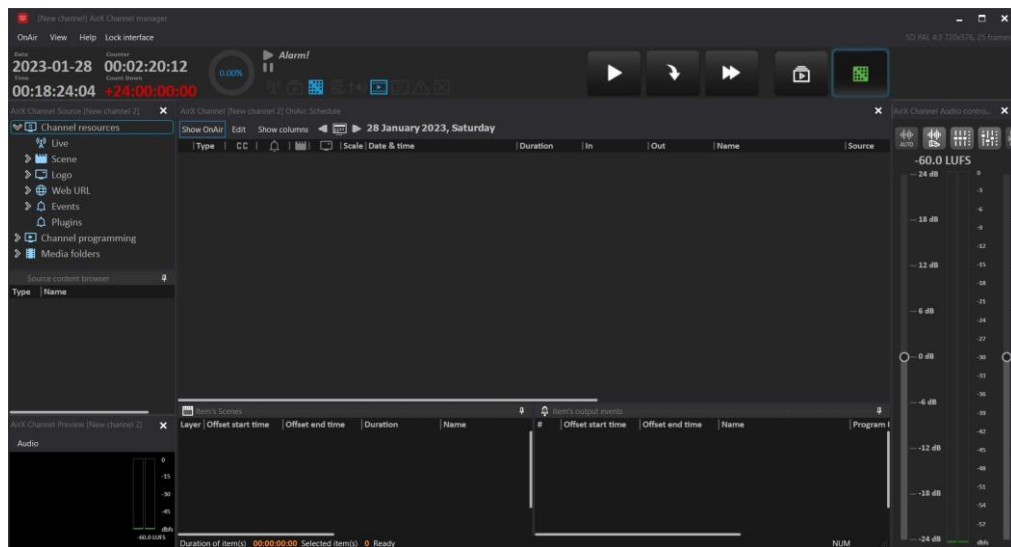 [New channel] AirX Channel manager
OnAir View Help Lock interface
SD PAL 4:3 720x576, 25 frames
Date Counter
2023-01-28 00:02:20:12
Time Count Down
00:18:24:04 +24:00:00:00
0.00%
Alarm!
AirX Channel Source [New channel 2]
AirX Channel [New channel 2] OnAir: Schedule
AirX Channel Audio contro...
Channel resources
Live
Scene
Logo
Web URL
Events
Plugins
Channel programming
Media folders
Show OnAir Edit Show columns 28 January 2023, Saturday
Type CC Scale Date & time Duration In Out Name Source
AUTO
-60.0 LUFS
24 dB
18 dB
12 dB
6 dB
0 dB
-6 dB
-12 dB
-18 dB
-24 dB
0
-3
-6
-9
-12
-15
-18
-21
-24
-27
-30
-33
-36
-39
-42
-45
-48
-51
-54
-57
dbfs
Source content browser
Type Name
AirX Channel Preview [New channel 2]
Audio
0
-15
-30
-45
dbfs
-60.0 LUFS
Item's Scenes
Layer Offset start time Offset end time Duration Name
Item's output events
# Offset start time Offset end time Name Program
Duration of item(s) 00:00:00:00 Selected item(s) 0 Ready
NUM